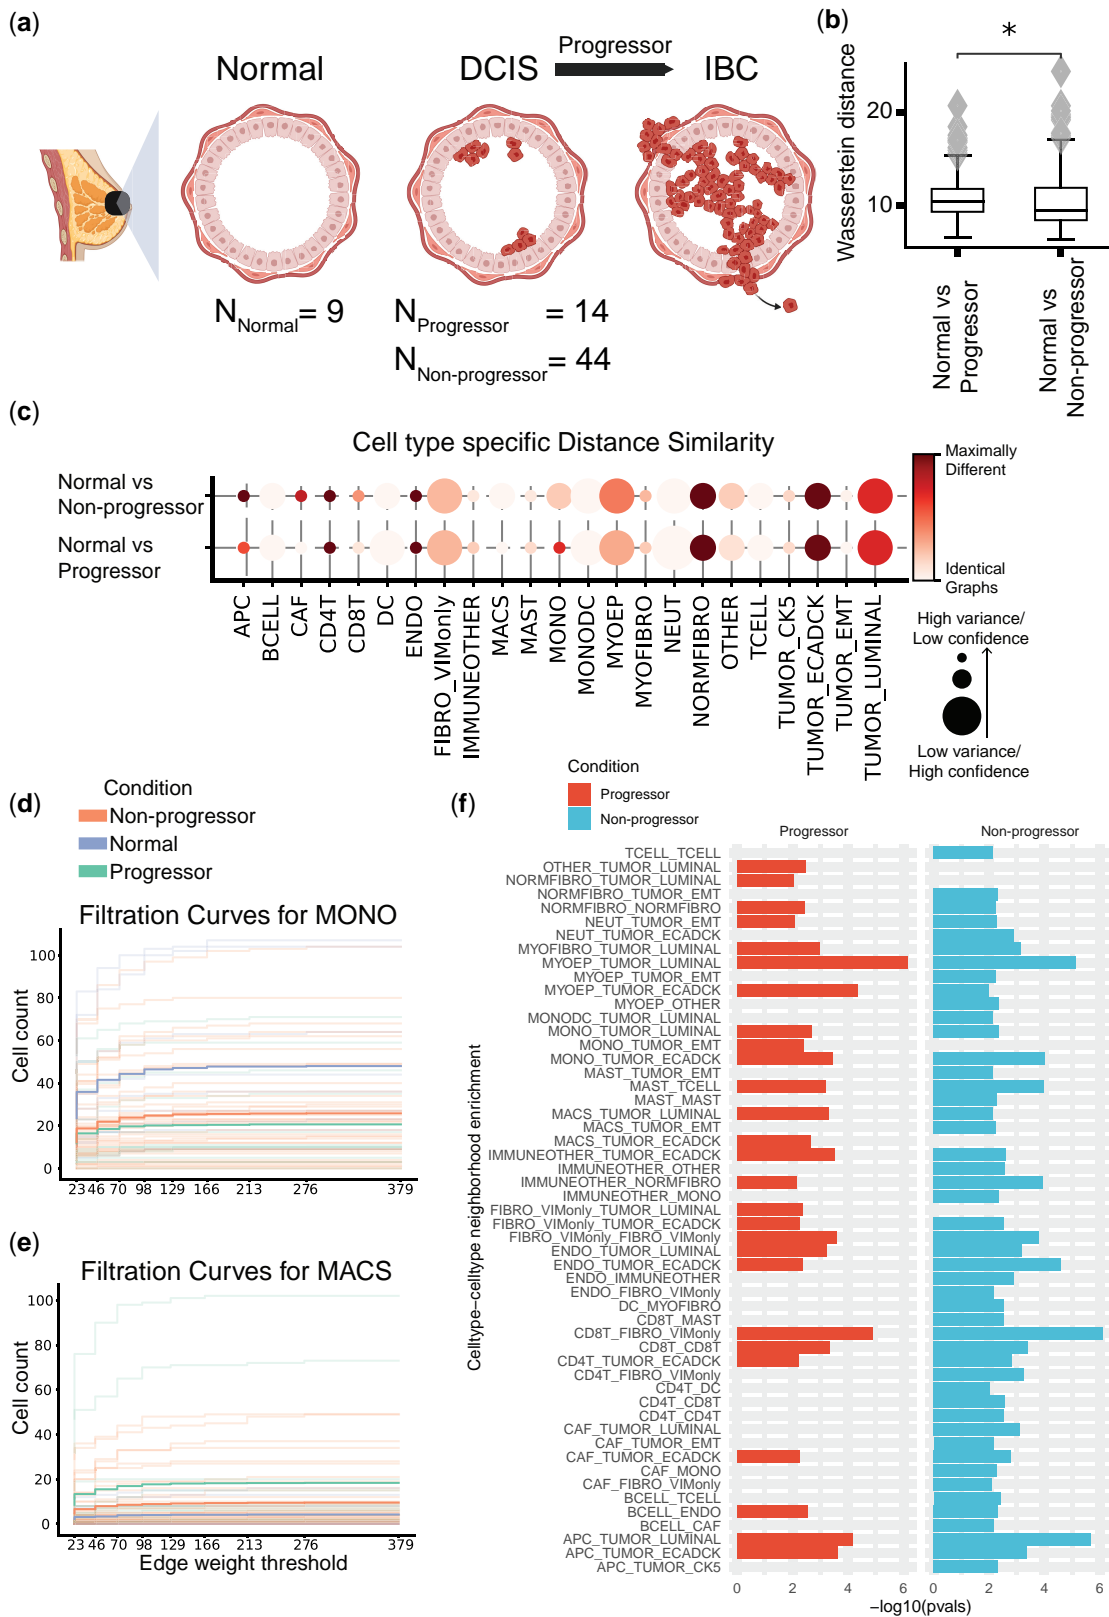 (a)
Normal
DCIS
Progressor
IBC
N_Normal = 9
N_Progressor = 14
N_Non-progressor = 44
(b)
*
Wasserstein distance
20
10
Normal vs
Progressor
Normal vs
Non-progressor
(c)
Cell type specific Distance Similarity
Normal vs
Non-progressor
Normal vs
Progressor
APC
BCELL
CAF
CD4T
CD8T
DC
ENDO
FIBRO_VIMonly
IMMUNEOTHER
MACS
MAST
MONO
MONODC
MYOEP
MYOFIBRO
NEUT
NORMFIBRO
OTHER
TCELL
TUMOR_CK5
TUMOR_ECADCK
TUMOR_EMT
TUMOR_LUMINAL
Maximally
Different
Identical
Graphs
High variance/
Low confidence
Low variance/
High confidence
(d)
Condition
Non-progressor
Normal
Progressor
Filtration Curves for MONO
Cell count
100
80
60
40
20
0
23 46 70 98 129 166 213 276 379
(e)
Filtration Curves for MACS
Cell count
100
80
60
40
20
0
23 46 70 98 129 166 213 276 379
Edge weight threshold
(f)
Condition
Progressor
Non-progressor
Progressor
Non-progressor
Celltype-celltype neighborhood enrichment
TCELL_TCELL
OTHER_TUMOR_LUMINAL
NORMFIBRO_TUMOR_LUMINAL
NORMFIBRO_TUMOR_EMT
NORMFIBRO_NORMFIBRO
NEUT_TUMOR_EMT
NEUT_TUMOR_ECADCK
MYOFIBRO_TUMOR_LUMINAL
MYOEP_TUMOR_LUMINAL
MYOEP_TUMOR_EMT
MYOEP_TUMOR_ECADCK
MYOEP_OTHER
MONODC_TUMOR_LUMINAL
MONO_TUMOR_LUMINAL
MONO_TUMOR_EMT
MONO_TUMOR_ECADCK
MAST_TUMOR_EMT
MAST_TCELL
MAST_MAST
MACS_TUMOR_LUMINAL
MACS_TUMOR_EMT
MACS_TUMOR_ECADCK
IMMUNEOTHER_TUMOR_ECADCK
IMMUNEOTHER_OTHER
IMMUNEOTHER_NORMFIBRO
IMMUNEOTHER_MONO
FIBRO_VIMonly_TUMOR_LUMINAL
FIBRO_VIMonly_TUMOR_ECADCK
FIBRO_VIMonly_FIBRO_VIMonly
ENDO_TUMOR_LUMINAL
ENDO_TUMOR_ECADCK
ENDO_IMMUNEOTHER
ENDO_FIBRO_VIMonly
DC_MYOFIBRO
CD8T_MAST
CD8T_FIBRO_VIMonly
CD8T_CD8T
CD4T_TUMOR_ECADCK
CD4T_FIBRO_VIMonly
CD4T_DC
CD4T_CD8T
CD4T_CD4T
CAF_TUMOR_LUMINAL
CAF_TUMOR_EMT
CAF_TUMOR_ECADCK
CAF_MONO
CAF_FIBRO_VIMonly
BCELL_TCELL
BCELL_ENDO
BCELL_CAF
APC_TUMOR_LUMINAL
APC_TUMOR_ECADCK
APC_TUMOR_CK5
0 2 4 6
0 2 4 6
−log10(pvals)